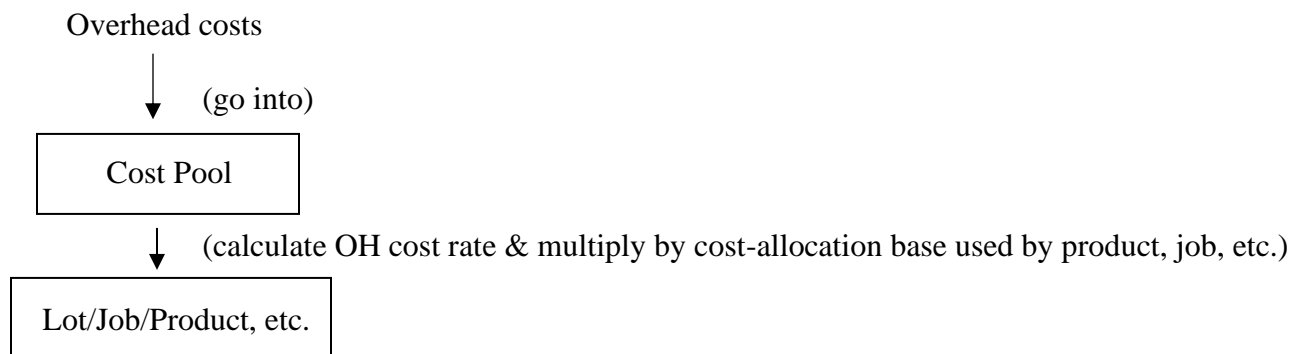 Overhead costs
(go into)
Cost Pool
(calculate OH cost rate & multiply by cost-allocation base used by product, job, etc.)
Lot/Job/Product, etc.